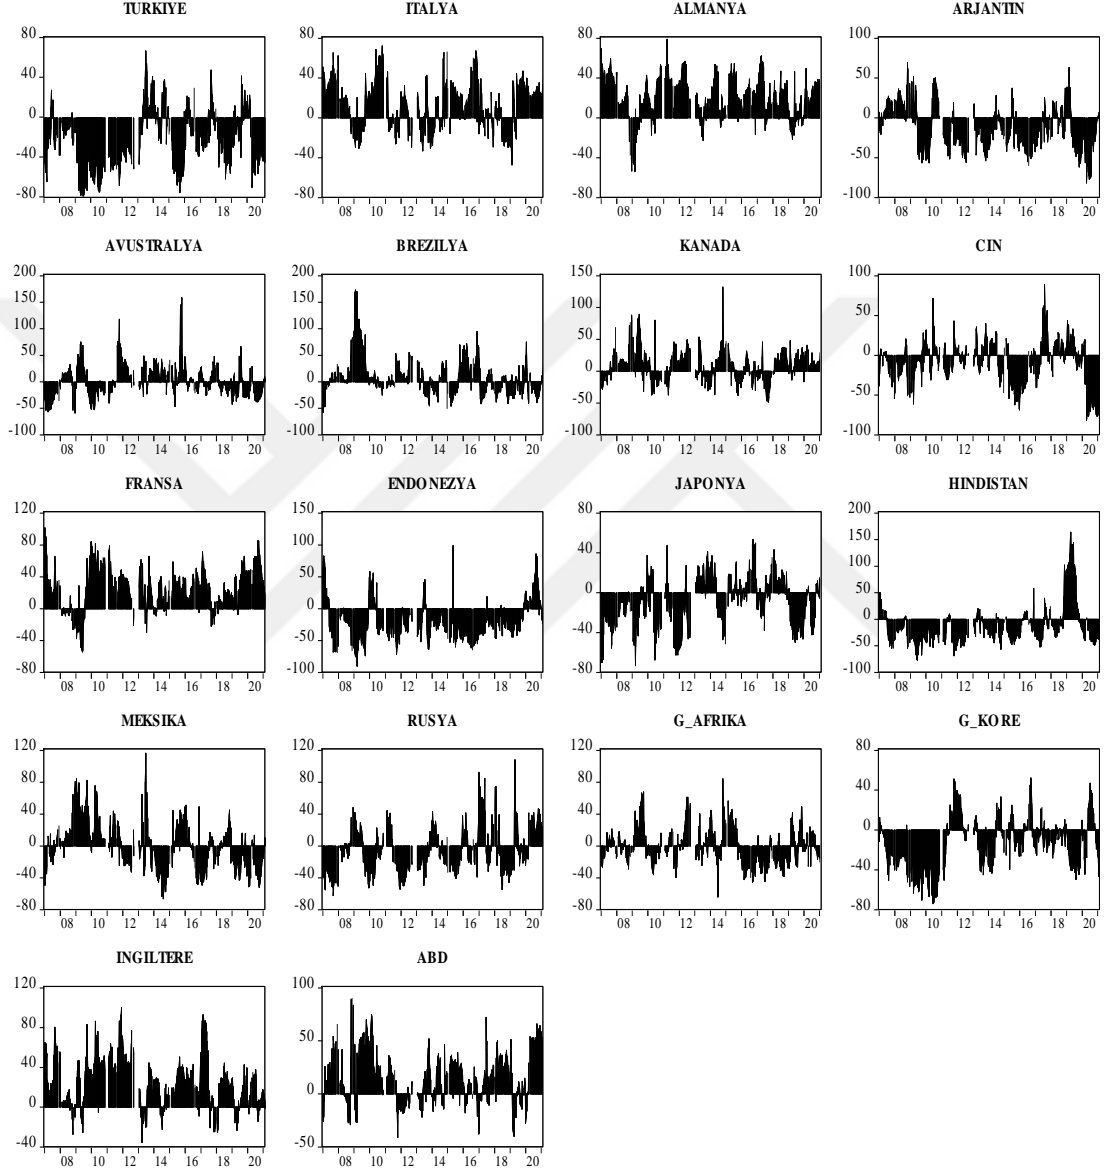 TURKIYE ITALYA ALMANYA ARJANTIN
80 80 80 100
40 40 40 50
0 0 0 0
-40 -40 -40 -50
-80 -80 -80 -100
08 10 12 14 16 18 20 08 10 12 14 16 18 20 08 10 12 14 16 18 20 08 10 12 14 16 18 20
AVUSTRALYA BREZILYA KANADA CIN
200 200 150 100
150 150 100 50
100 100 50 0
50 50 0 -50
0 0 -50 -100
-50 -50 -100
-100 -100
08 10 12 14 16 18 20 08 10 12 14 16 18 20 08 10 12 14 16 18 20 08 10 12 14 16 18 20
FRANSA ENDONEZYA JAPONYA HINDISTAN
120 150 80 200
80 100 40 150
40 50 0 100
0 0 -40 50
-40 -50 -80 0
-80 -100 -50
-100
08 10 12 14 16 18 20 08 10 12 14 16 18 20 08 10 12 14 16 18 20 08 10 12 14 16 18 20
MEKSIKA RUSYA G_AFRIKA G_KORE
120 120 120 80
80 80 80 40
40 40 40 0
0 0 0 -40
-40 -40 -40 -80
-80 -80 -80
08 10 12 14 16 18 20 08 10 12 14 16 18 20 08 10 12 14 16 18 20 08 10 12 14 16 18 20
INGILTERE ABD
120 100
80 50
40 0
0 -50
-40
08 10 12 14 16 18 20 08 10 12 14 16 18 20